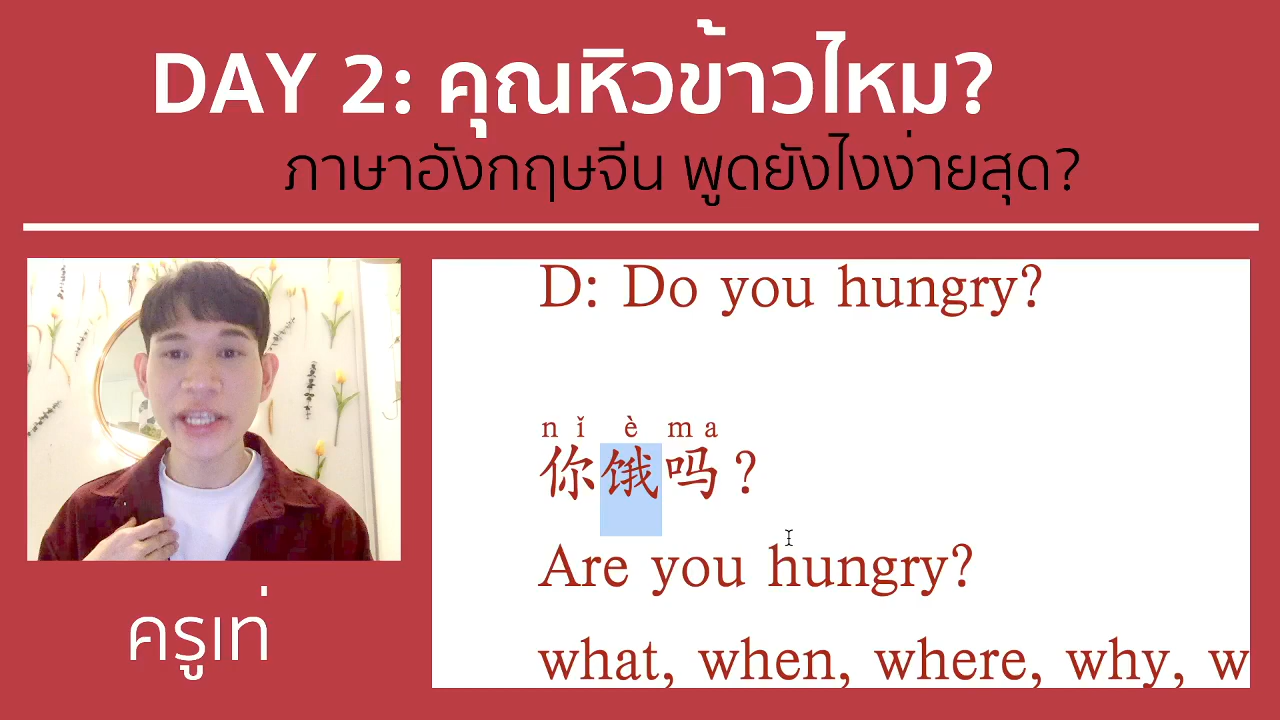 DAY 2: คุณหิวข้าวไหม?
ภาษาอังกฤษจีน พูดยังไงง่ายสุด?
D: Do you hungry?
nǐ è ma
你饿吗？
Are you hungry?
what, when, where, why, w
ครูเท่